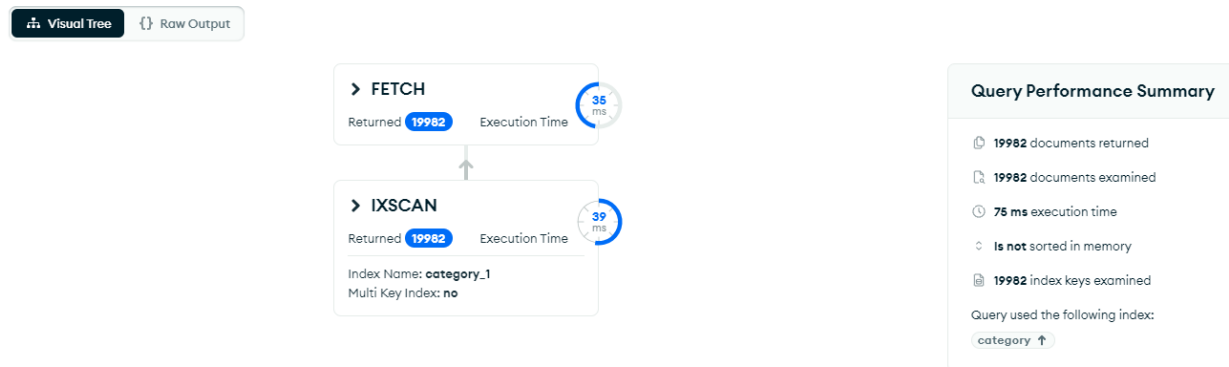 Visual Tree
{} Raw Output
FETCH
Returned 19982 Execution Time
35 ms
IXSCAN
Returned 19982 Execution Time
39 ms
Index Name: category_1
Multi Key Index: no
Query Performance Summary
19982 documents returned
19982 documents examined
75 ms execution time
Is not sorted in memory
19982 index keys examined
Query used the following index:
category ↑